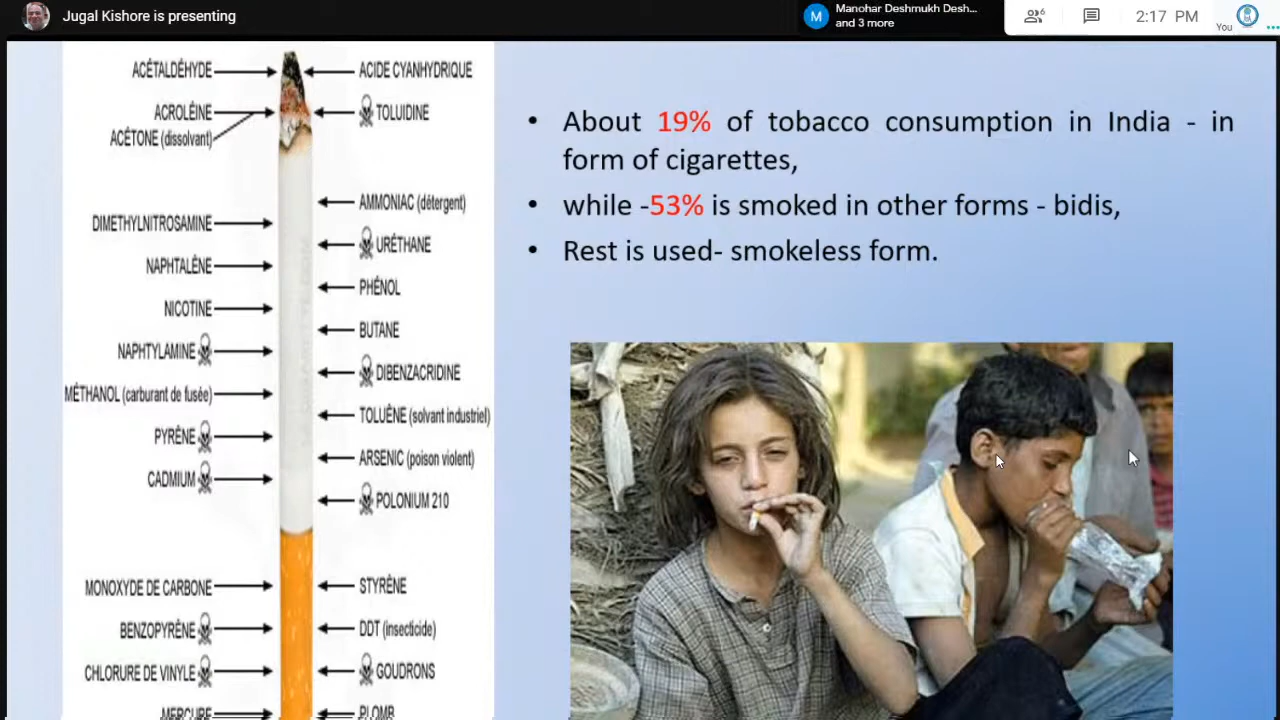 Jugal Kishore is presenting
M
Manohar Deshmukh Desh...
and 3 more
6
2:17 PM
You
ACÉTALDÉHYDE
ACIDE CYANHYDRIQUE
ACROLÉINE
TOLUIDINE
ACÉTONE (dissolvant)
AMMONIAC (détergent)
DIMETHYLNITROSAMINE
URÉTHANE
NAPHTALÈNE
PHÉNOL
NICOTINE
BUTANE
NAPHTYLAMINE
DIBENZACRIDINE
MÉTHANOL (carburant de fusée)
TOLUÈNE (solvant industriel)
PYRÈNE
ARSENIC (poison violent)
CADMIUM
POLONIUM 210
MONOXYDE DE CARBONE
STYRÈNE
BENZOPYRÈNE
DDT (insecticide)
CHLORURE DE VINYLE
GOUDRONS
MERCURE
PLOMB
• About 19% of tobacco consumption in India - in
form of cigarettes,
• while -53% is smoked in other forms - bidis,
• Rest is used- smokeless form.